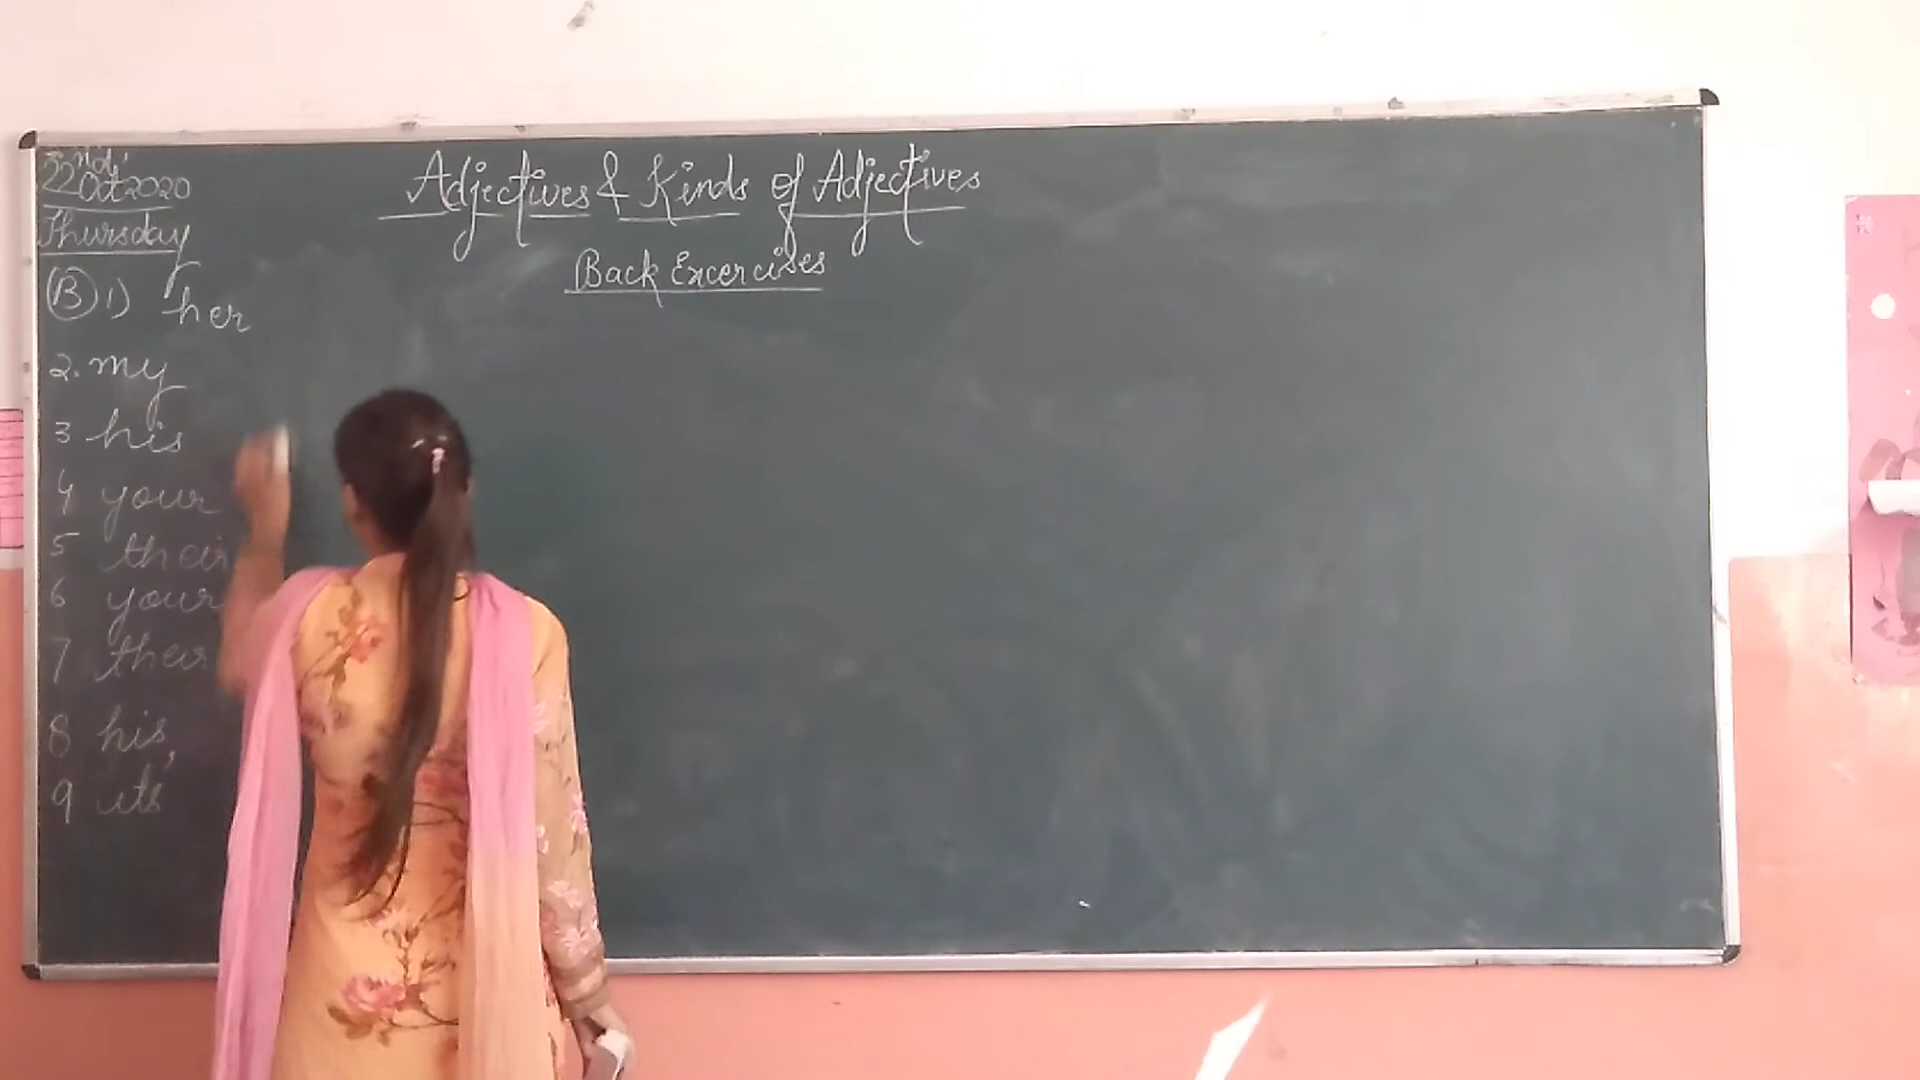 22nd Oct 2020
Thursday
Adjectives & Kinds of Adjectives
Back Excercises
(B) 1) her
2. my
3 his
4 your
5 their
6 your
7 their
8 his,
9 its